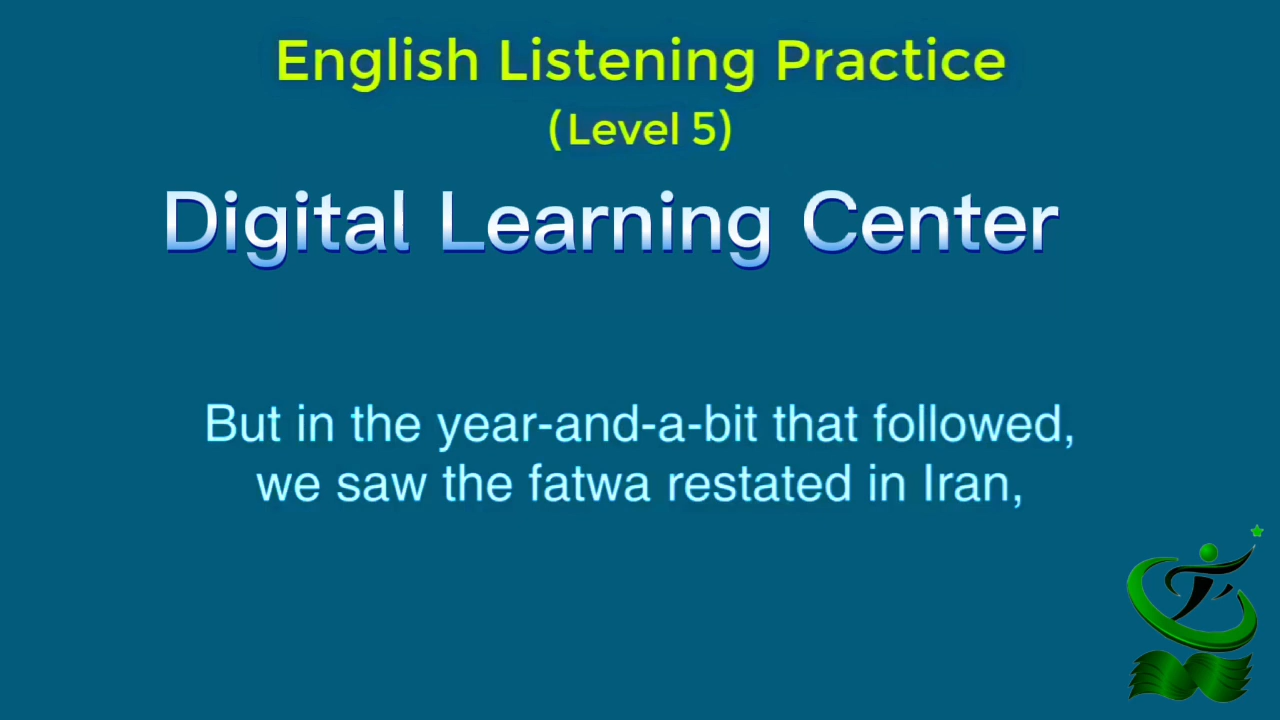 English Listening Practice
(Level 5)
Digital Learning Center
But in the year-and-a-bit that followed,
we saw the fatwa restated in Iran,